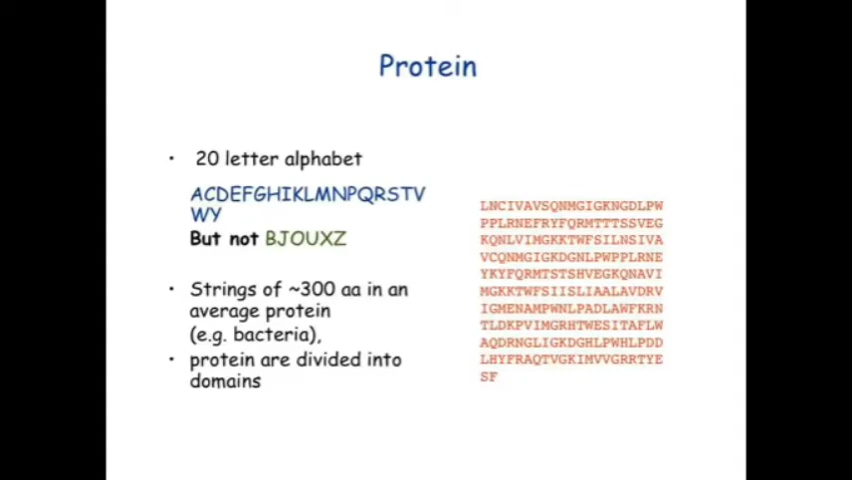 Protein
• 20 letter alphabet
ACDEFGHIKLMNPQRSTV
WY
But not BJOUXZ
• Strings of ~300 aa in an
average protein
(e.g. bacteria),
• protein are divided into
domains
LNCIVAVSQNMGIGKNGDLPW
PPLRNEFRYFQRMTTTSSVEG
KQNLVIMGKKTWFSILNSIVA
VCQNMGIGKDGNLPWPPLRNE
YKYFQRMTSTSHVEGKQNAVI
MGKKTWFSIISLIAALAVDRV
IGMENAMPWNLPADLAWFKRN
TLDKPVIMGRHTWESITAFLW
AQDRNGLIGKDGHLPWHLPDD
LHYFRAQTVGKIMVVGRRTYE
SF